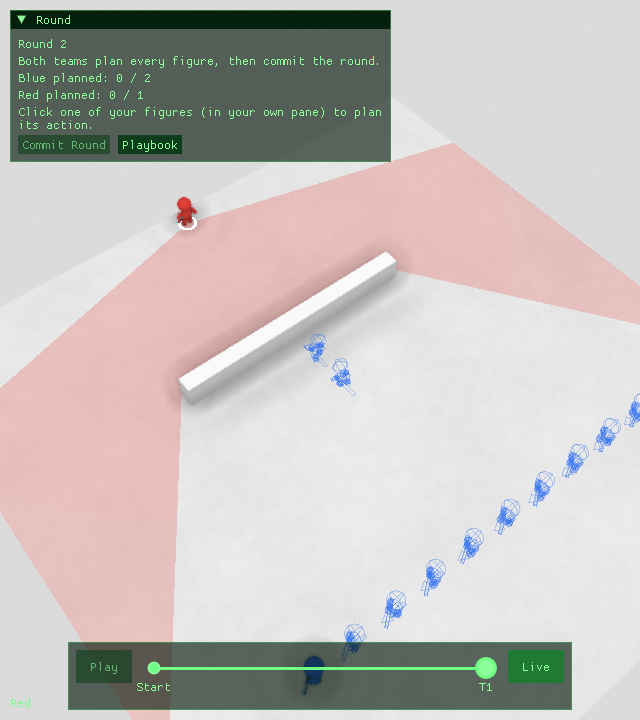 Round
Round 2
Both teams plan every figure, then commit the round.
Blue planned: 0 / 2
Red planned: 0 / 1
Click one of your figures (in your own pane) to plan
its action.
Commit Round Playbook
Play Live
Start T1
Red